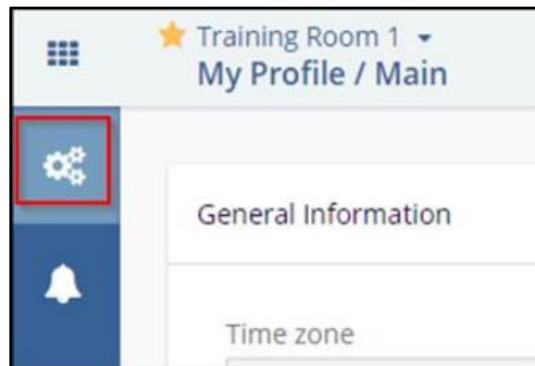 Training Room 1
My Profile / Main
General Information
Time zone